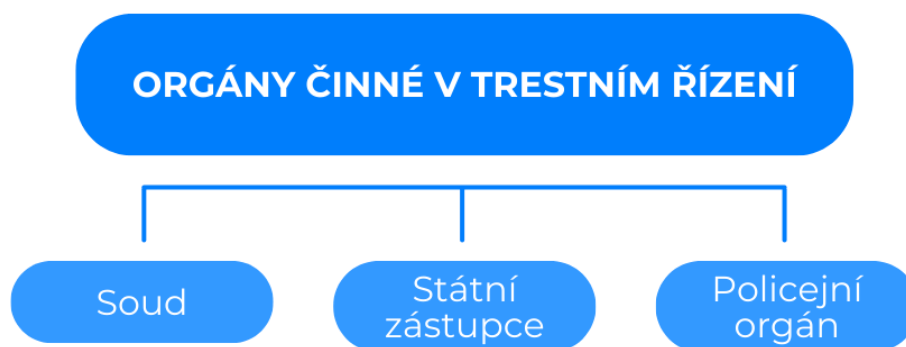 ORGÁNY ČINNÉ V TRESTNÍM ŘÍZENÍ
Soud
Státní
zástupce
Policejní
orgán